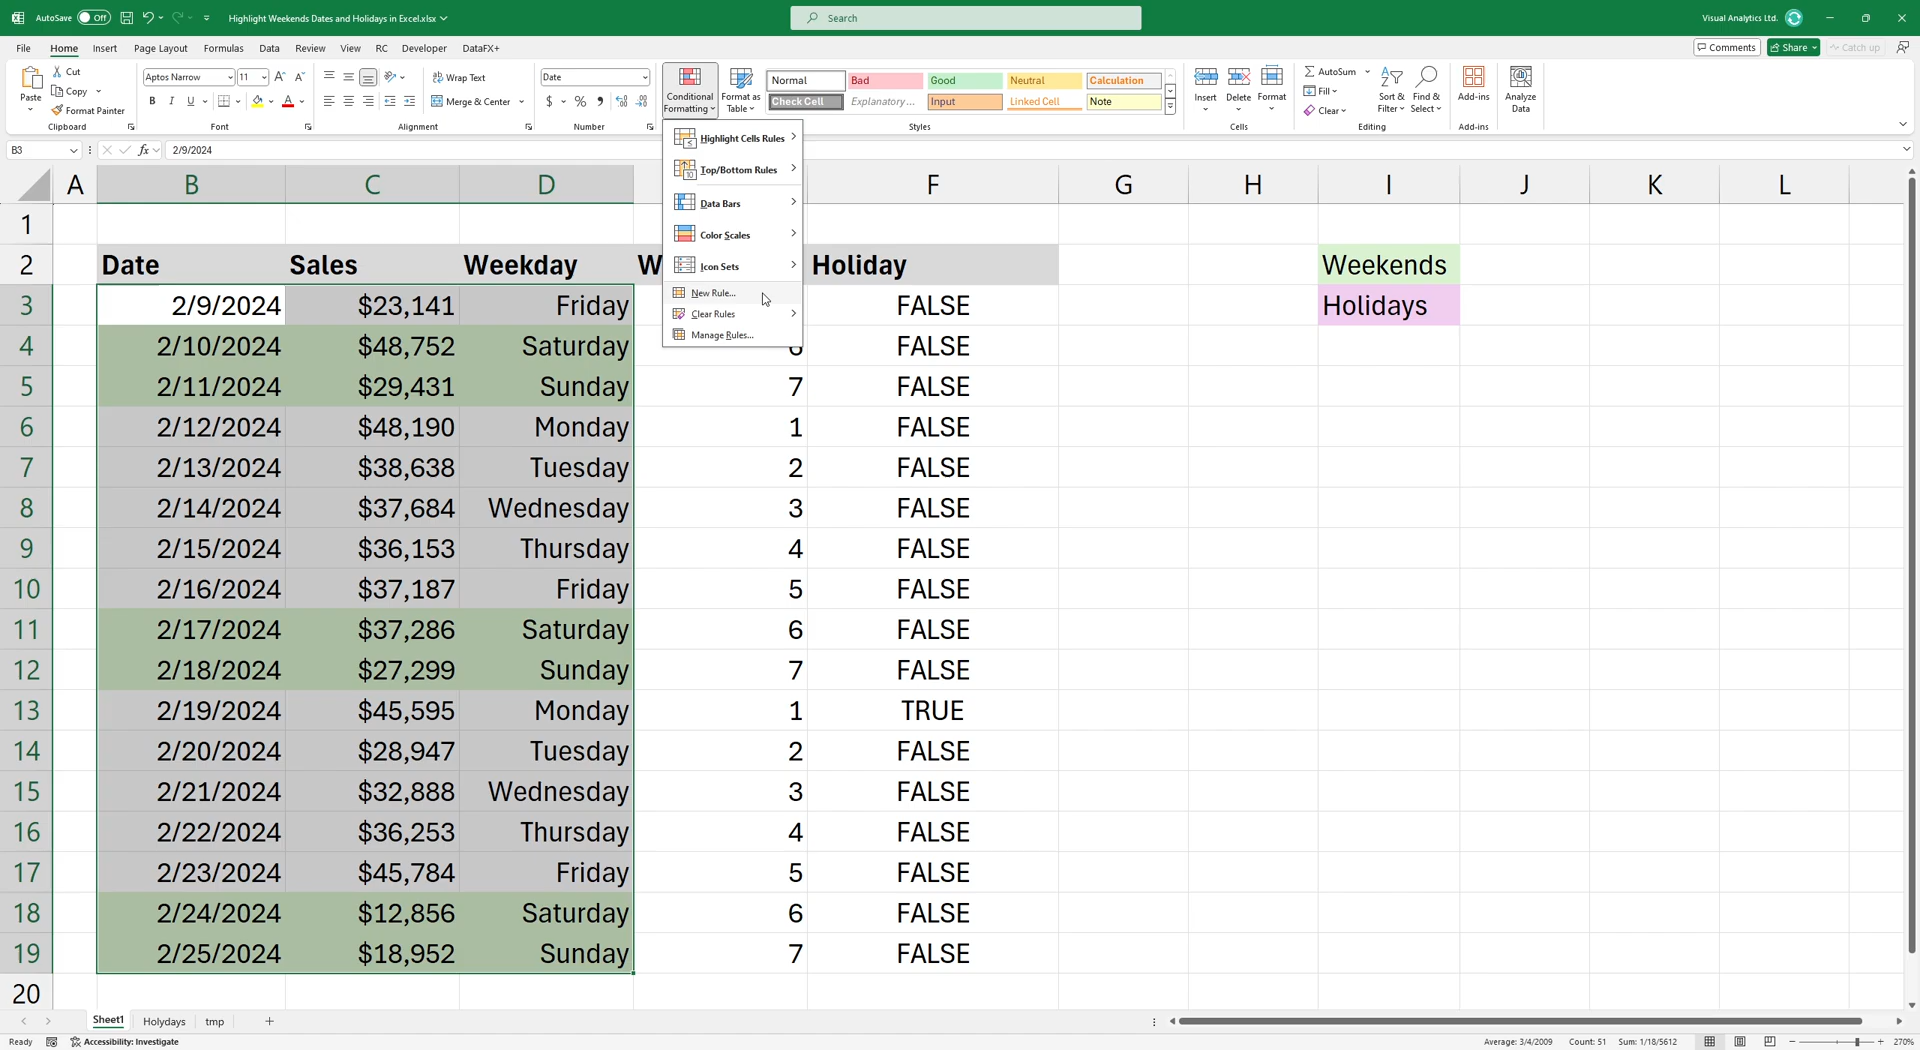 AutoSave Off Highlight Weekends Dates and Holidays in Excel.xlsx Search Visual Analytics Ltd.
File Home Insert Page Layout Formulas Data Review View RC Developer DataFX+ Comments Share Catch up
Paste Cut Copy Format Painter Clipboard
Aptos Narrow 11 B I U Font
Wrap Text Merge & Center Alignment
Date $ % Number
Conditional Formatting Format as Table
Normal Bad Good Neutral Calculation
Check Cell Explanatory... Input Linked Cell Note
Styles
Insert Delete Format Cells
AutoSum Fill Clear Sort & Filter Find & Select Editing
Add-ins Add-ins
Analyze Data
B3 fx 2/9/2024
Highlight Cells Rules
Top/Bottom Rules
Data Bars
Color Scales
Icon Sets
New Rule...
Clear Rules
Manage Rules...
A B C D F G H I J K L
1
2 Date Sales Weekday W Holiday Weekends
3 2/9/2024 $23,141 Friday FALSE Holidays
4 2/10/2024 $48,752 Saturday 6 FALSE
5 2/11/2024 $29,431 Sunday 7 FALSE
6 2/12/2024 $48,190 Monday 1 FALSE
7 2/13/2024 $38,638 Tuesday 2 FALSE
8 2/14/2024 $37,684 Wednesday 3 FALSE
9 2/15/2024 $36,153 Thursday 4 FALSE
10 2/16/2024 $37,187 Friday 5 FALSE
11 2/17/2024 $37,286 Saturday 6 FALSE
12 2/18/2024 $27,299 Sunday 7 FALSE
13 2/19/2024 $45,595 Monday 1 TRUE
14 2/20/2024 $28,947 Tuesday 2 FALSE
15 2/21/2024 $32,888 Wednesday 3 FALSE
16 2/22/2024 $36,253 Thursday 4 FALSE
17 2/23/2024 $45,784 Friday 5 FALSE
18 2/24/2024 $12,856 Saturday 6 FALSE
19 2/25/2024 $18,952 Sunday 7 FALSE
20
Sheet1 Holydays tmp
Ready Accessibility: Investigate Average: 3/4/2009 Count: 51 Sum: 1/18/5612 270%